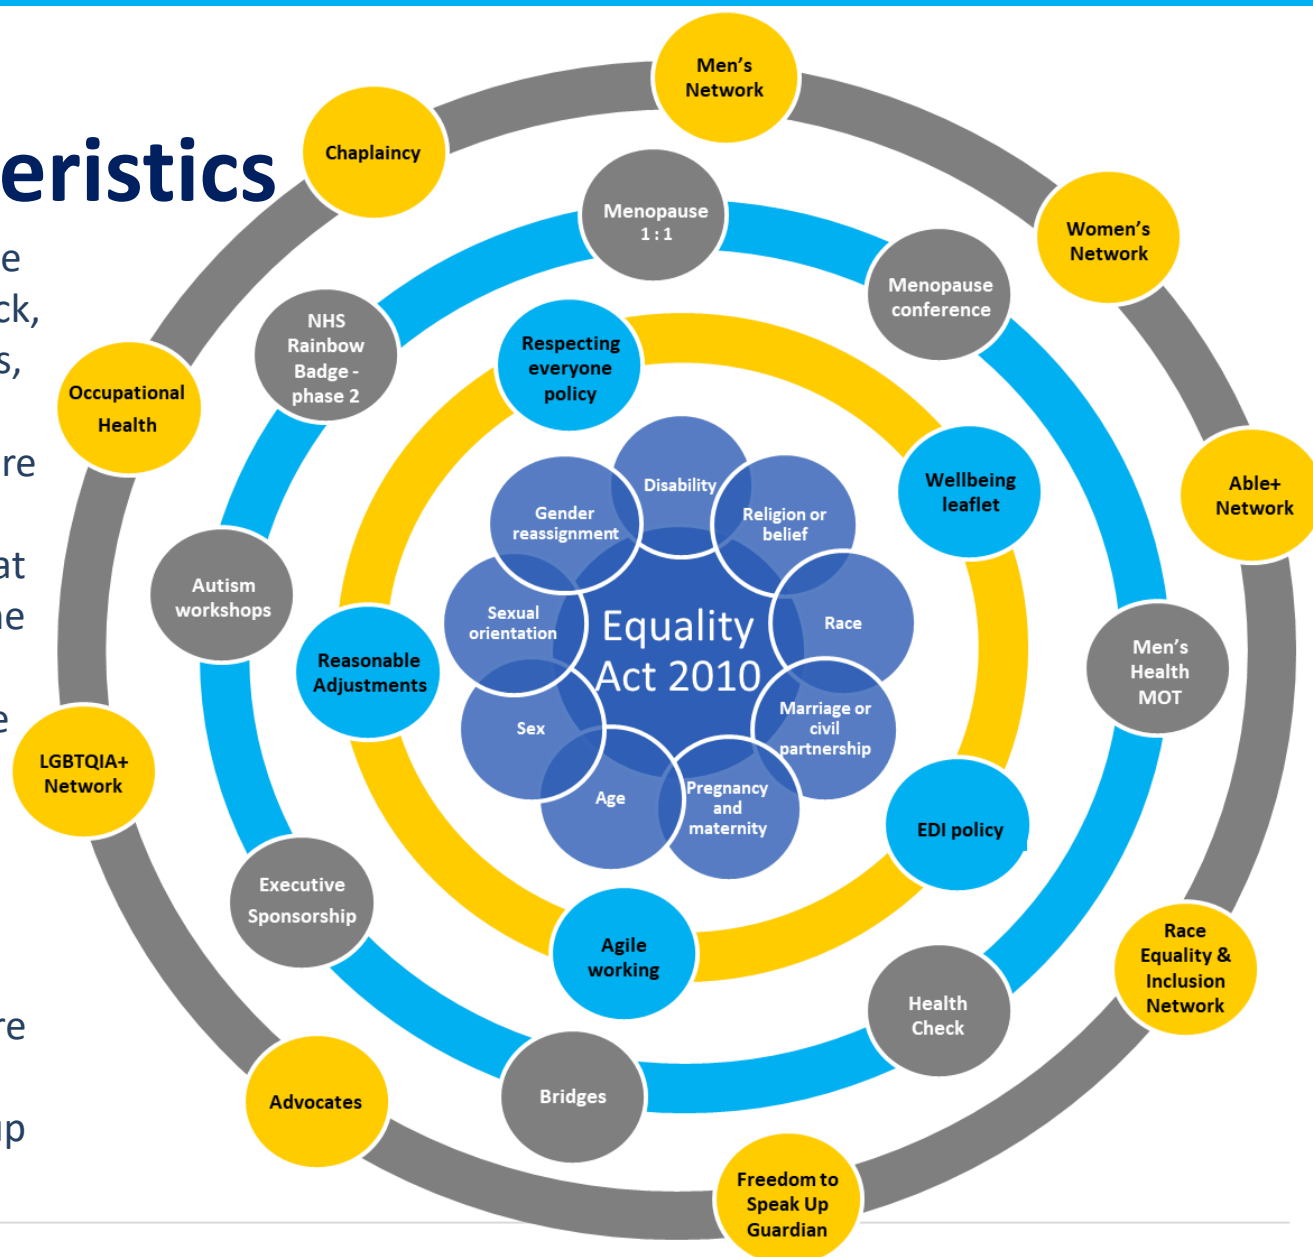 eristics
e
ck,
s,
re
at
ne
e
re
up
Men's
Network
Chaplaincy
Women's
Network
Occupational
Health
Able+
Network
LGBTQIA+
Network
Race
Equality &
Inclusion
Network
Advocates
Freedom to
Speak Up
Guardian
Menopause
1 : 1
Menopause
conference
NHS
Rainbow
Badge -
phase 2
Autism
workshops
Men's
Health
MOT
Executive
Sponsorship
Health
Check
Bridges
Respecting
everyone
policy
Wellbeing
leaflet
Reasonable
Adjustments
EDI policy
Agile
working
Disability
Gender
reassignment
Religion or
belief
Sexual
orientation
Race
Equality
Act 2010
Sex
Marriage or
civil
partnership
Age
Pregnancy
and
maternity